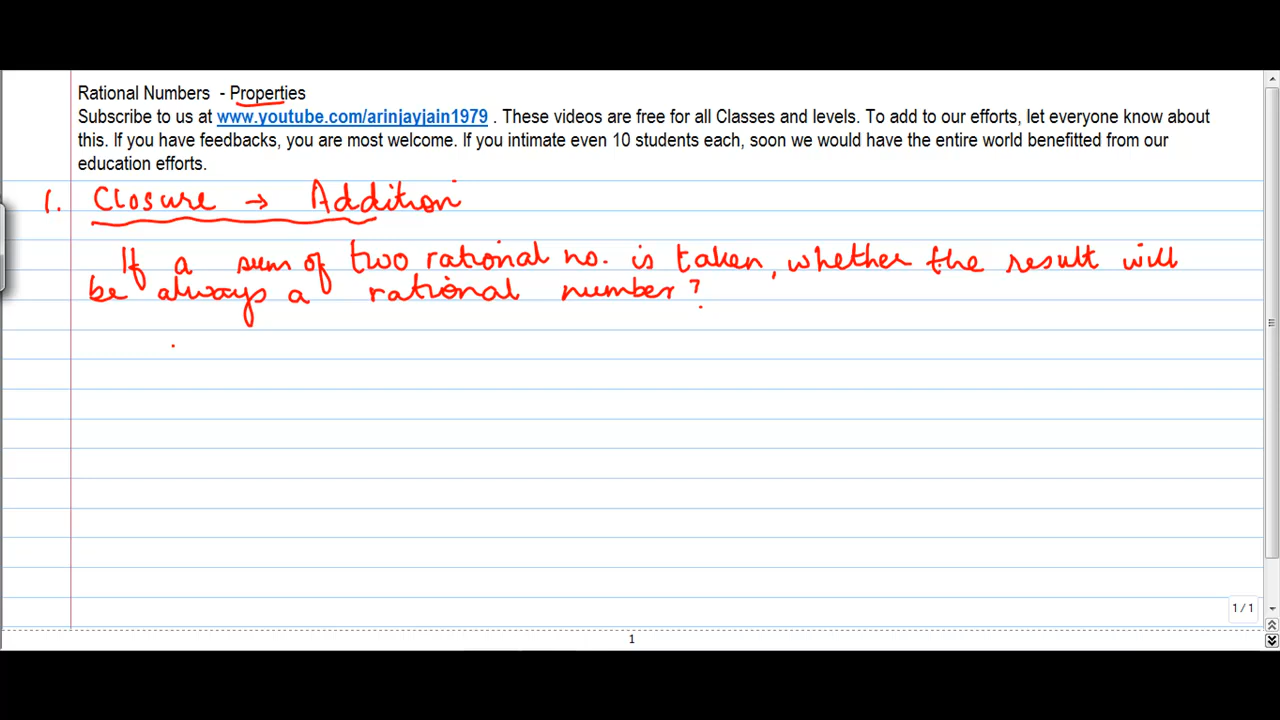 Rational Numbers - Properties
Subscribe to us at www.youtube.com/arinjayjain1979 . These videos are free for all Classes and levels. To add to our efforts, let everyone know about
this. If you have feedbacks, you are most welcome. If you intimate even 10 students each, soon we would have the entire world benefitted from our
education efforts.
1. Closure → Addition
If a sum of two rational no. is taken, whether the result will
be always a rational number?
1 / 1
1